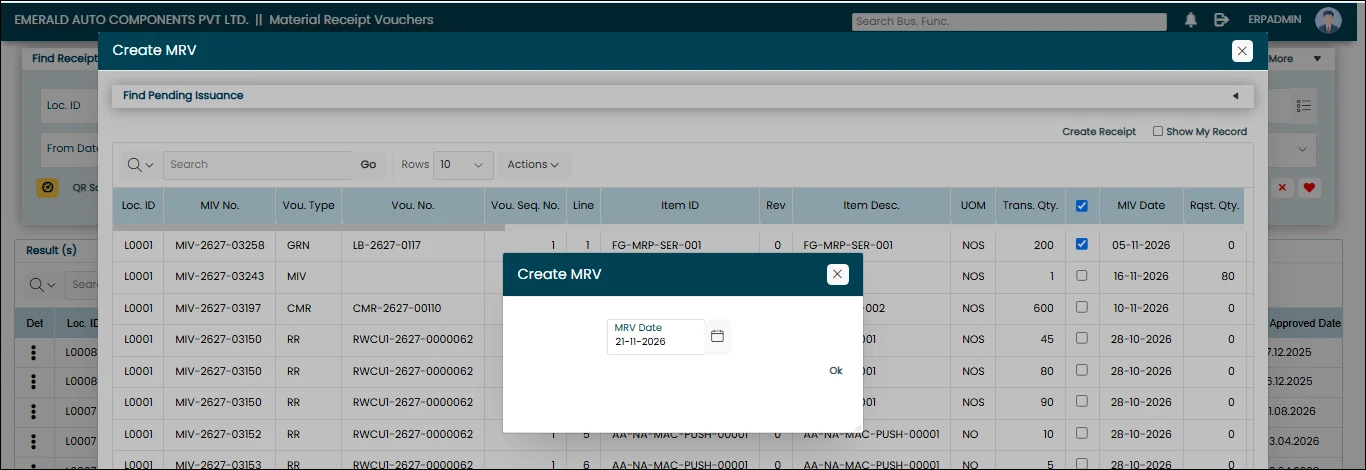 EMERALD AUTO COMPONENTS PVT LTD. || Material Receipt Vouchers
Search Bus. Func.
ERPADMIN
Find Receipt
More
Create MRV
Loc. ID
From Date
QR
Find Pending Issuance
Create Receipt
Show My Record
Search
Go
Rows
10
Actions
Loc. ID MIV No. Vou. Type Vou. No. Vou. Seq. No. Line Item ID Rev Item Desc. UOM Trans. Qty. MIV Date Rqst. Qty.
L0001 MIV-2627-03258 GRN LB-2627-0117 1 1 FG-MRP-SER-001 0 FG-MRP-SER-001 NOS 200 05-11-2026 0
L0001 MIV-2627-03243 MIV NOS 1 16-11-2026 80
L0001 MIV-2627-03197 CMR CMR-2627-00110 -002 NOS 600 10-11-2026 0
L0001 MIV-2627-03150 RR RWCU1-2627-0000062 NOS 45 28-10-2026 0
L0001 MIV-2627-03150 RR RWCU1-2627-0000062 NOS 80 28-10-2026 0
L0001 MIV-2627-03150 RR RWCU1-2627-0000062 NOS 90 28-10-2026 0
L0001 MIV-2627-03152 RR RWCU1-2627-0000062 1 5 AA-NA-MAC-PUSH-00001 0 AA-NA-MAC-PUSH-00001 NO 10 28-10-2026 0
L0001 MIV-2627-03153 RR RWCU1-2627-0000062 1 6 AA-NA-MAC-PUSH-00001 0 AA-NA-MAC-PUSH-00001 NO 5 28-10-2026 0
Create MRV
MRV Date
21-11-2026
Ok
Result (s)
Det Loc. ID
Approved Date
L0008
L0008
L0007
L0007